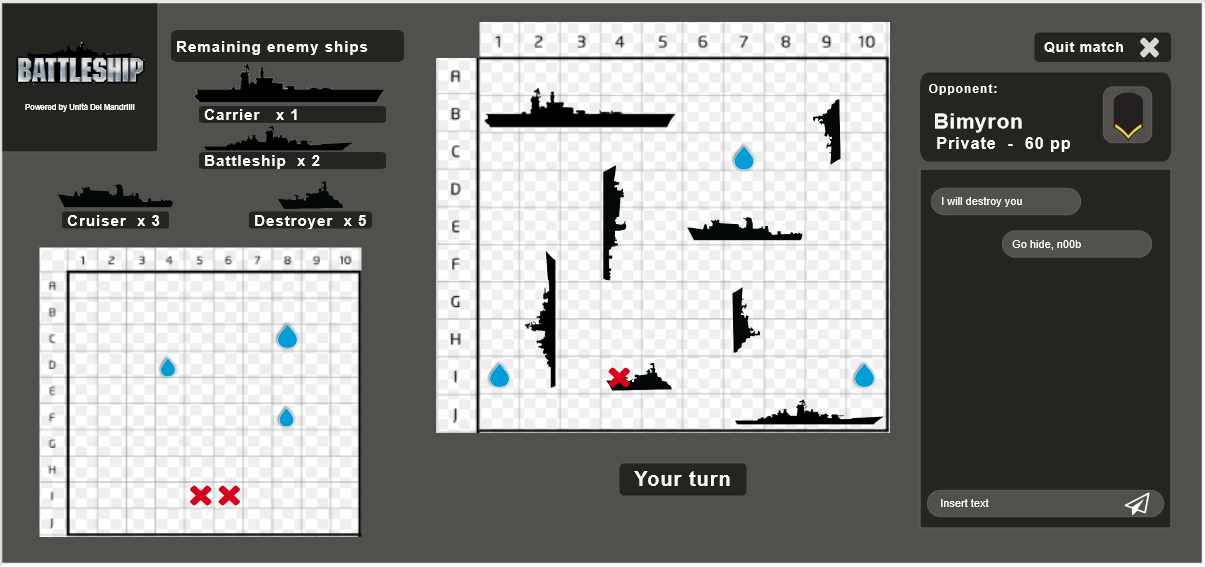 BATTLESHIP
Powered by Unità Dei Mandrilli
Remaining enemy ships
Carrier x 1
Battleship x 2
Cruiser x 3
Destroyer x 5
1 2 3 4 5 6 7 8 9 10
A
B
C
D
E
F
G
H
I
J
1 2 3 4 5 6 7 8 9 10
A
B
C
D
E
F
G
H
I
J
Your turn
Quit match
Opponent:
Bimyron
Private - 60 pp
I will destroy you
Go hide, n00b
Insert text